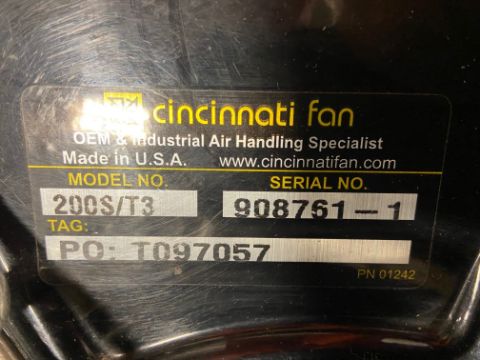 cincinnati fan
OEM & Industrial Air Handling Specialist
Made in U.S.A. www.cincinnatifan.com
MODEL NO. SERIAL NO.
200S/T3 908761-1
TAG:
PO: T097057
PN 01242